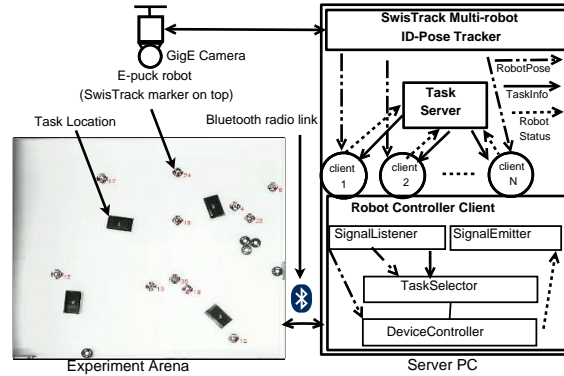 SwisTrack Multi-robot
ID-Pose Tracker
GigE Camera
E-puck robot
(SwisTrack marker on top)
Task Location
Bluetooth radio link
RobotPose
TaskInfo
Robot
Status
Task
Server
client
1
client
2
client
N
Robot Controller Client
SignalListener
SignalEmitter
TaskSelector
DeviceController
Experiment Arena
Server PC